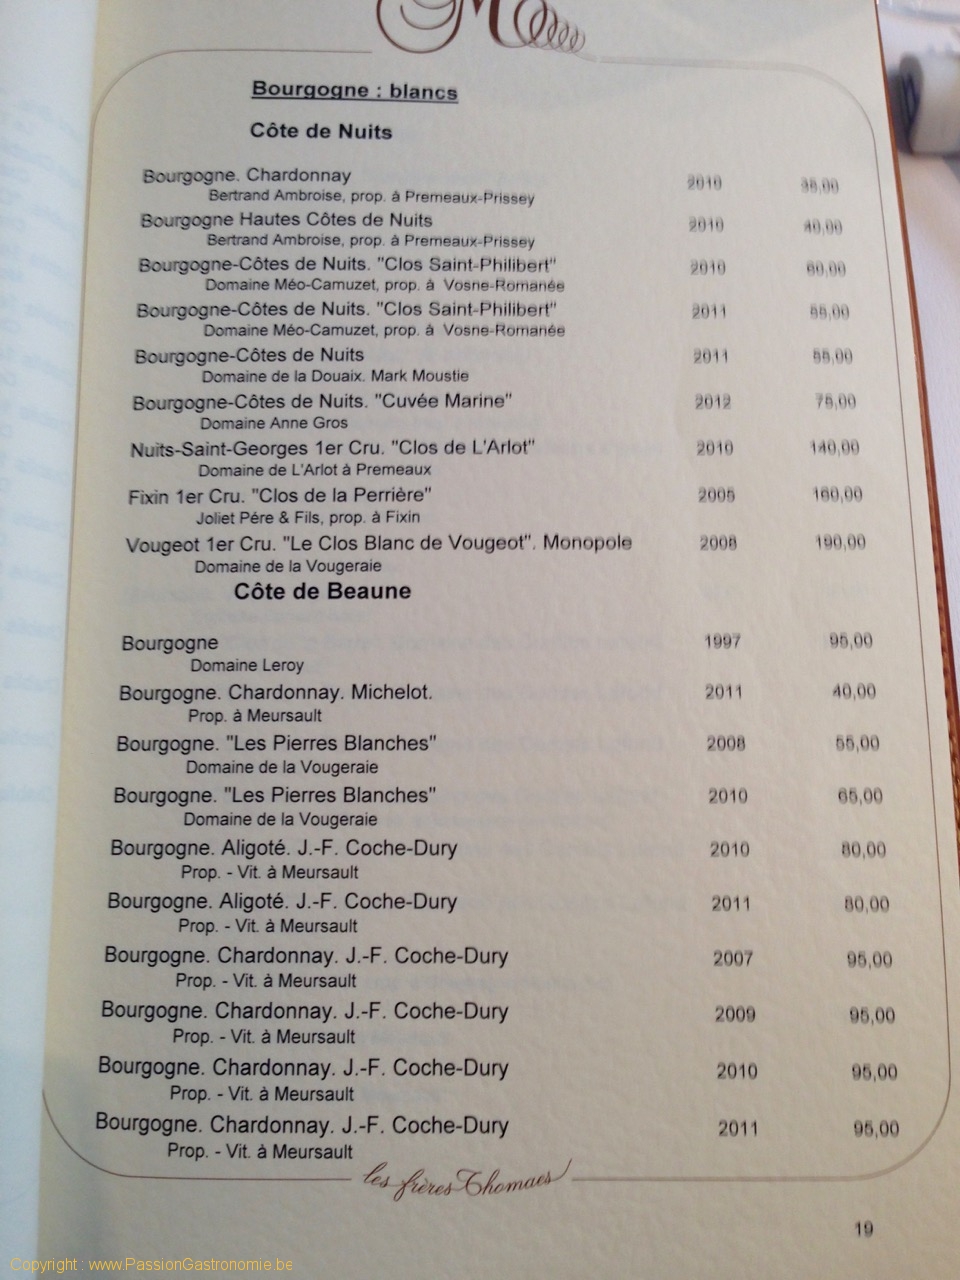 M
Bourgogne : blancs
Côte de Nuits
Bourgogne. Chardonnay 2010 35,00
Bertrand Ambroise, prop. à Premeaux-Prissey
Bourgogne Hautes Côtes de Nuits 2010 40,00
Bertrand Ambroise, prop. à Premeaux-Prissey
Bourgogne-Côtes de Nuits. "Clos Saint-Philibert" 2010 60,00
Domaine Méo-Camuzet, prop. à Vosne-Romanée
Bourgogne-Côtes de Nuits. "Clos Saint-Philibert" 2011 55,00
Domaine Méo-Camuzet, prop. à Vosne-Romanée
Bourgogne-Côtes de Nuits 2011 55,00
Domaine de la Douaix. Mark Moustie
Bourgogne-Côtes de Nuits. "Cuvée Marine" 2012 75,00
Domaine Anne Gros
Nuits-Saint-Georges 1er Cru. "Clos de L'Arlot" 2010 140,00
Domaine de L'Arlot à Premeaux
Fixin 1er Cru. "Clos de la Perrière" 2005 160,00
Joliet Pére & Fils, prop. à Fixin
Vougeot 1er Cru. "Le Clos Blanc de Vougeot". Monopole 2008 190,00
Domaine de la Vougeraie
Côte de Beaune
Bourgogne 1997 95,00
Domaine Leroy
Bourgogne. Chardonnay. Michelot. 2011 40,00
Prop. à Meursault
Bourgogne. "Les Pierres Blanches" 2008 55,00
Domaine de la Vougeraie
Bourgogne. "Les Pierres Blanches" 2010 65,00
Domaine de la Vougeraie
Bourgogne. Aligoté. J.-F. Coche-Dury 2010 80,00
Prop. - Vit. à Meursault
Bourgogne. Aligoté. J.-F. Coche-Dury 2011 80,00
Prop. - Vit. à Meursault
Bourgogne. Chardonnay. J.-F. Coche-Dury 2007 95,00
Prop. - Vit. à Meursault
Bourgogne. Chardonnay. J.-F. Coche-Dury 2009 95,00
Prop. - Vit. à Meursault
Bourgogne. Chardonnay. J.-F. Coche-Dury 2010 95,00
Prop. - Vit. à Meursault
Bourgogne. Chardonnay. J.-F. Coche-Dury 2011 95,00
Prop. - Vit. à Meursault
les frères Thomaes
19
Copyright : www.PassionGastronomie.be